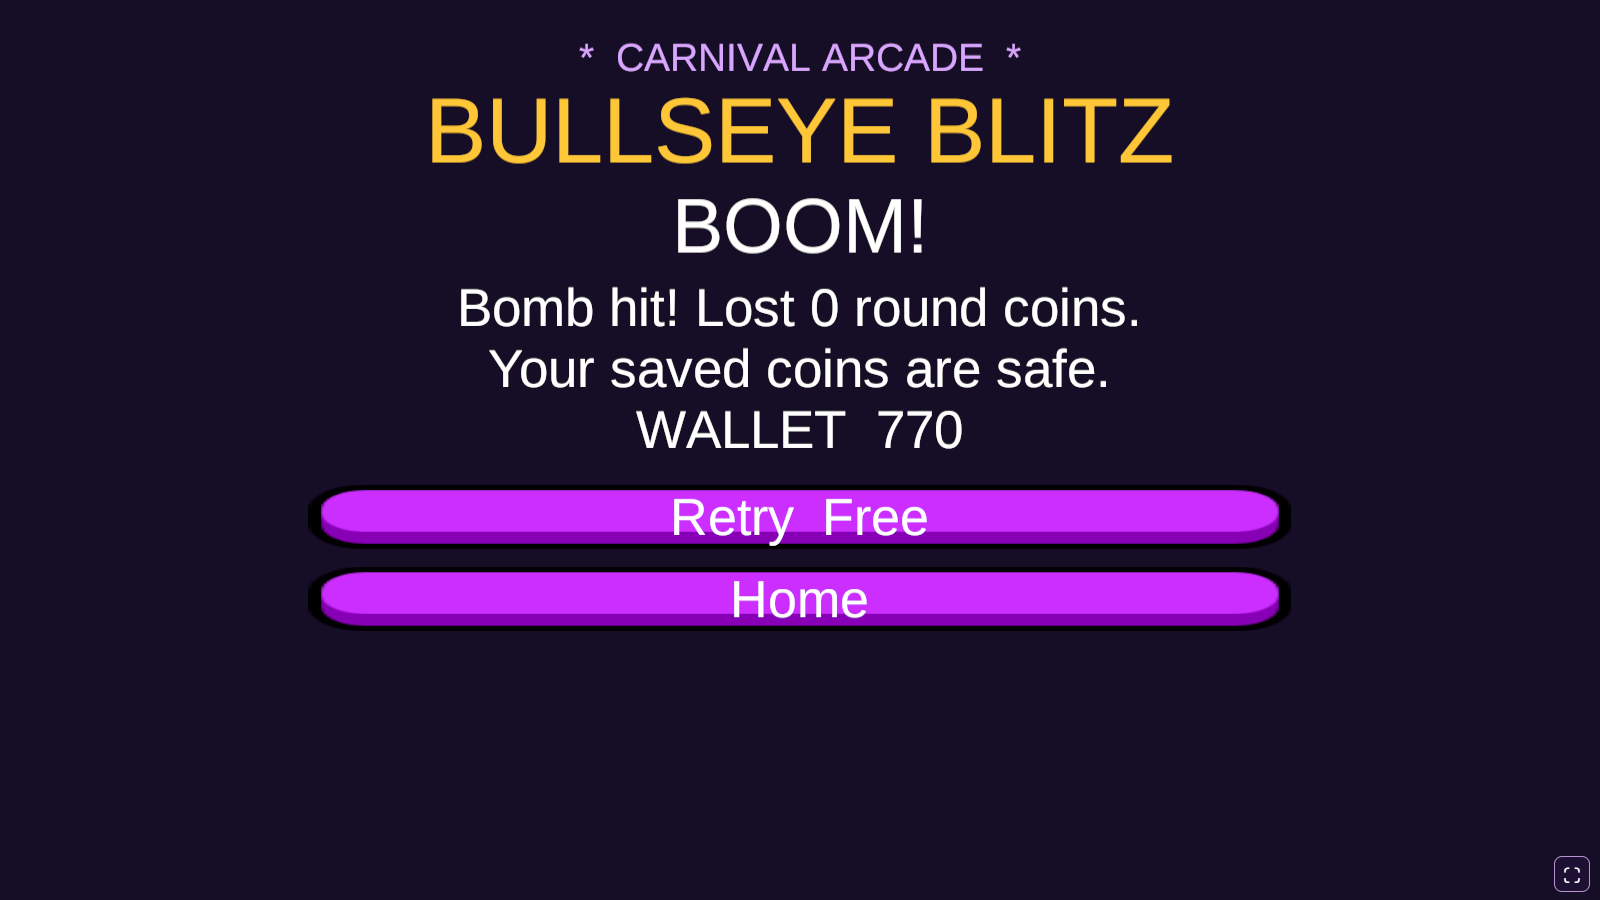 * CARNIVAL ARCADE *
BULLSEYE BLITZ
BOOM!
Bomb hit! Lost 0 round coins.
Your saved coins are safe.
WALLET 770
Retry Free
Home